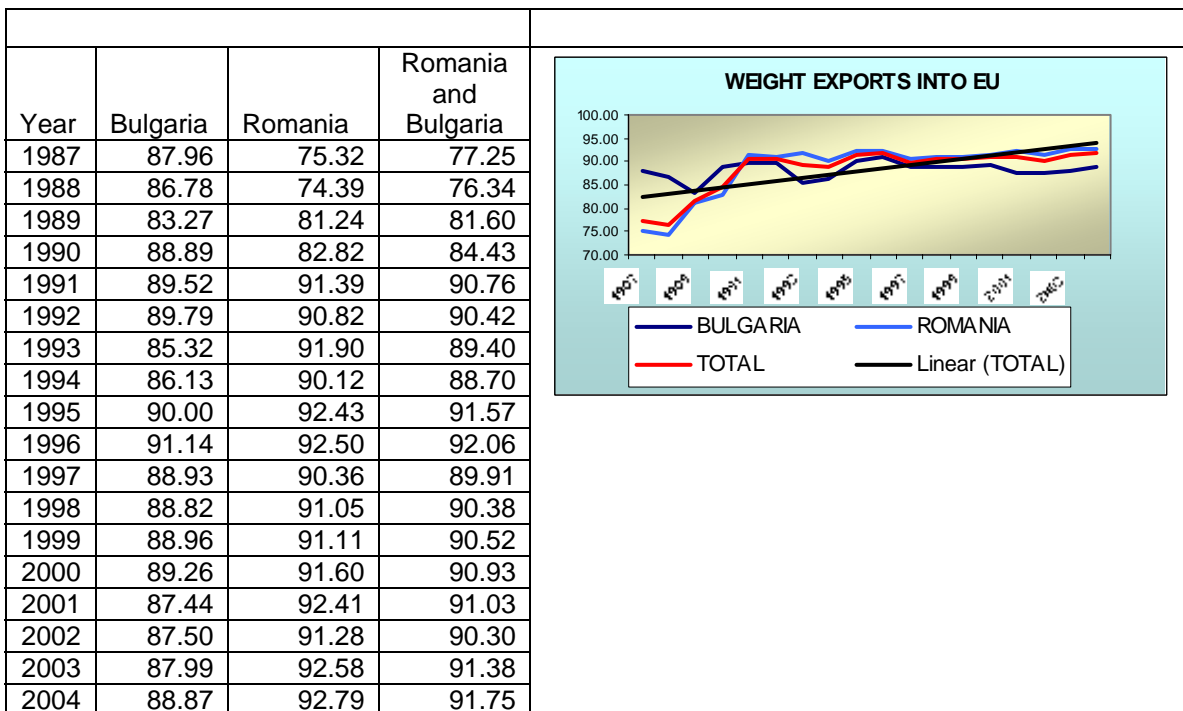 Year Bulgaria Romania Romania and Bulgaria
1987 87.96 75.32 77.25
1988 86.78 74.39 76.34
1989 83.27 81.24 81.60
1990 88.89 82.82 84.43
1991 89.52 91.39 90.76
1992 89.79 90.82 90.42
1993 85.32 91.90 89.40
1994 86.13 90.12 88.70
1995 90.00 92.43 91.57
1996 91.14 92.50 92.06
1997 88.93 90.36 89.91
1998 88.82 91.05 90.38
1999 88.96 91.11 90.52
2000 89.26 91.60 90.93
2001 87.44 92.41 91.03
2002 87.50 91.28 90.30
2003 87.99 92.58 91.38
2004 88.87 92.79 91.75
WEIGHT EXPORTS INTO EU
100.00
95.00
90.00
85.00
80.00
75.00
70.00
1991 1995 1997 1999 2001
BULGARIA ROMANIA
TOTAL Linear (TOTAL)